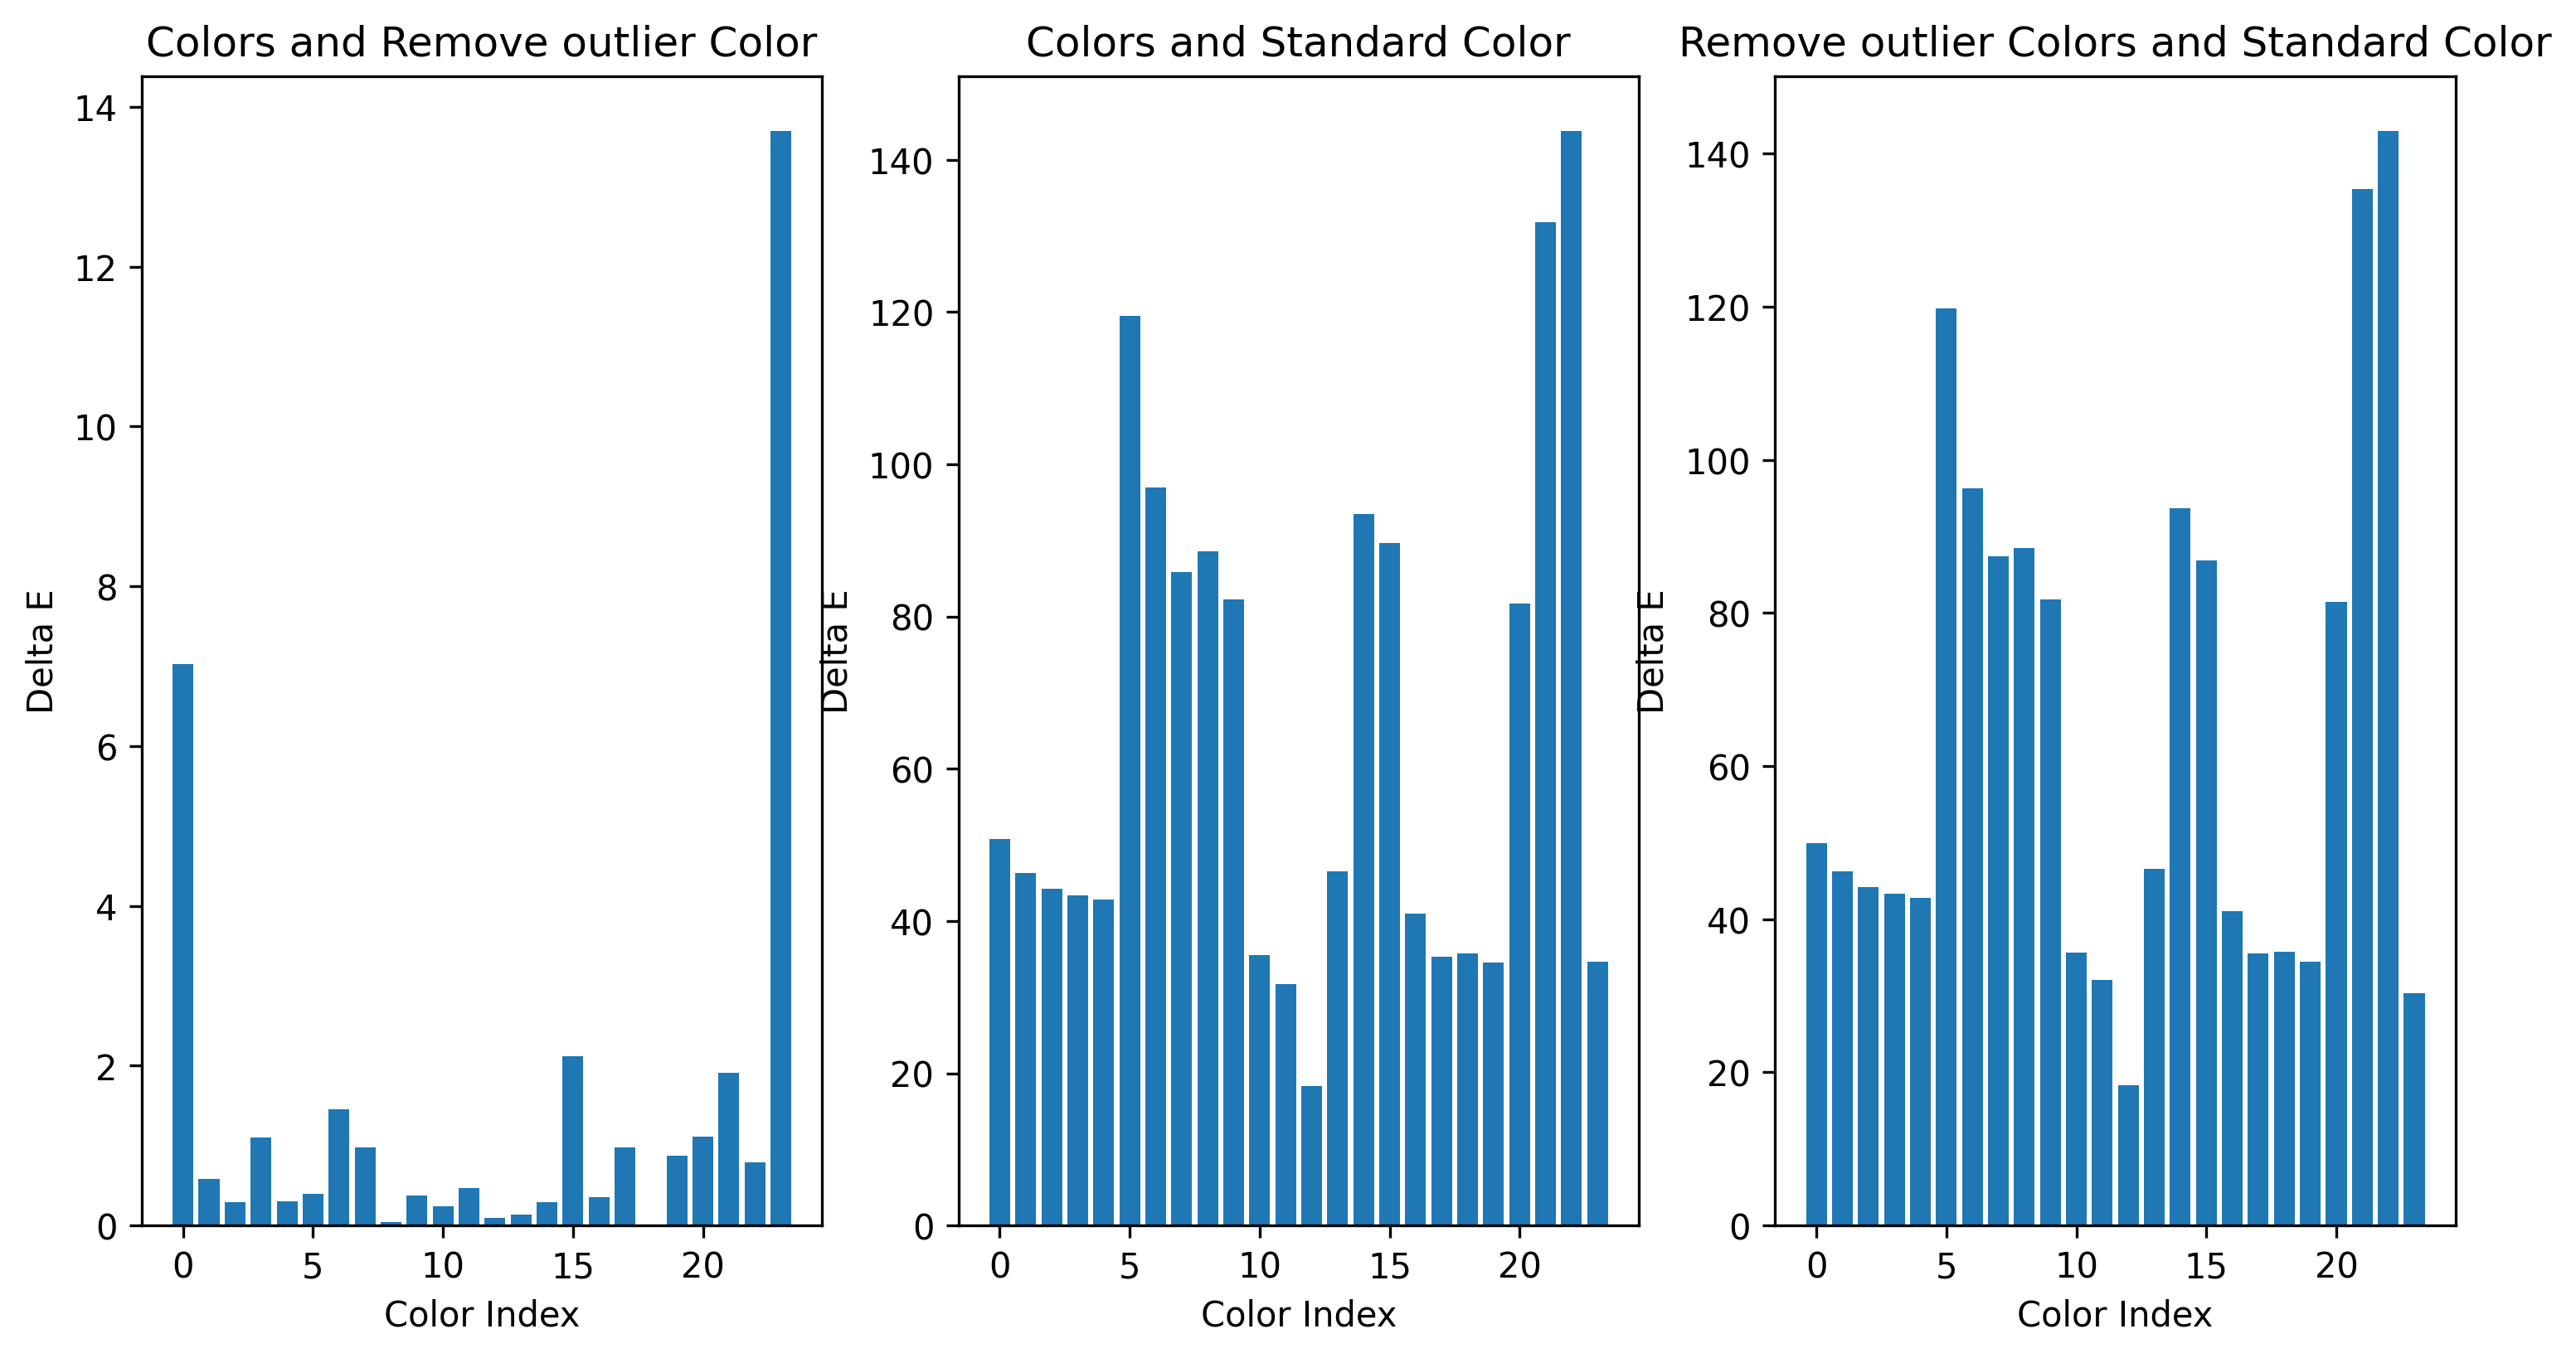 Colors and Remove outlier Color
Delta E
14
12
10
8
6
4
2
0
0 5 10 15 20
Color Index
Colors and Standard Color
Delta E
140
120
100
80
60
40
20
0
0 5 10 15 20
Color Index
Remove outlier Colors and Standard Color
Delta E
140
120
100
80
60
40
20
0
0 5 10 15 20
Color Index